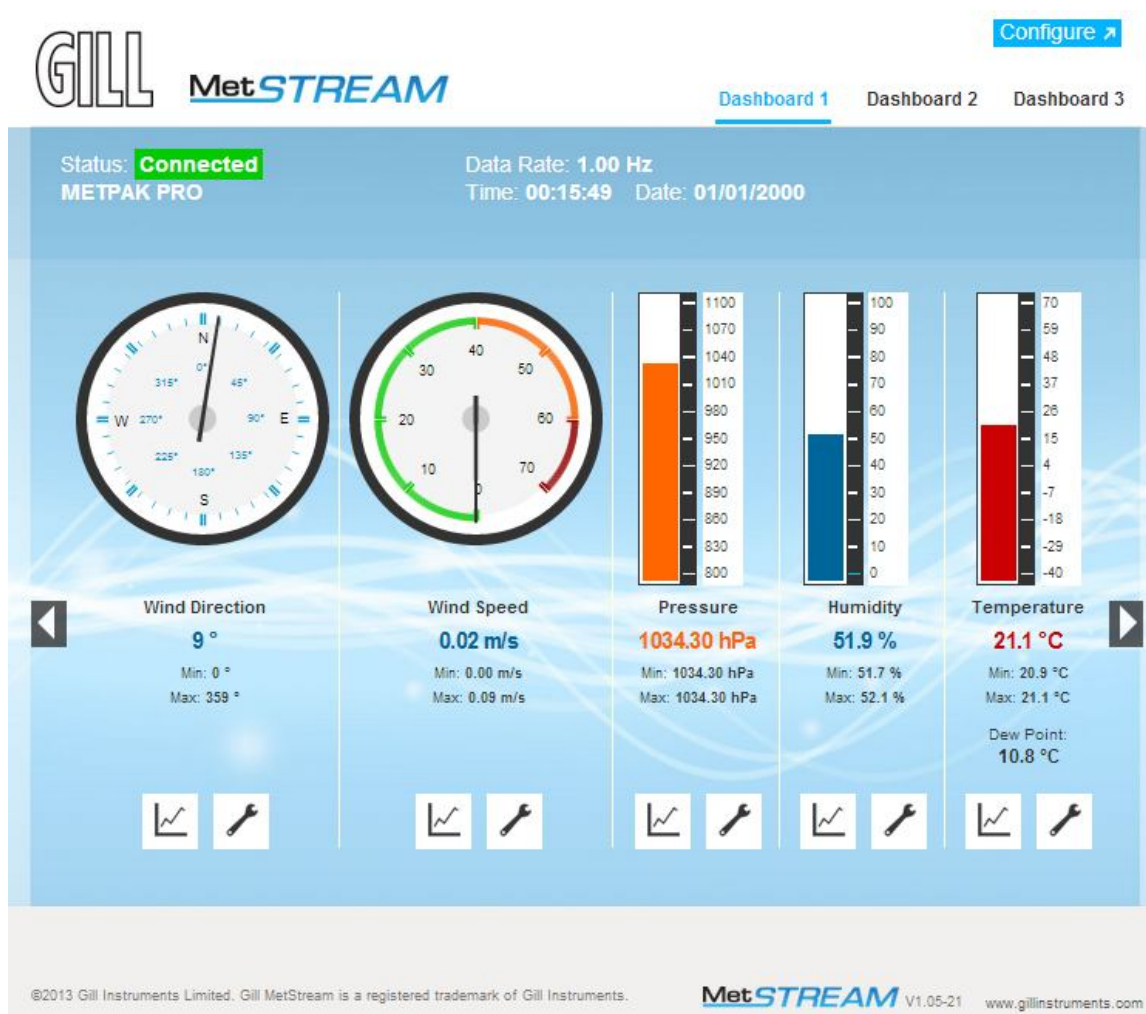 GILL
MetSTREAM
Configure
Dashboard 1 Dashboard 2 Dashboard 3
Status: Connected
METPAK PRO
Data Rate: 1.00 Hz
Time: 00:15:49 Date: 01/01/2000
N
0°
45°
90°
E
135°
180°
S
225°
270°
W
315°
0
10
20
30
40
50
60
70
1100
1070
1040
1010
980
950
920
890
860
830
800
100
90
80
70
60
50
40
30
20
10
0
70
59
48
37
26
15
4
-7
-18
-29
-40
Wind Direction
9 °
Min: 0 °
Max: 359 °
Wind Speed
0.02 m/s
Min: 0.00 m/s
Max: 0.09 m/s
Pressure
1034.30 hPa
Min: 1034.30 hPa
Max: 1034.30 hPa
Humidity
51.9 %
Min: 51.7 %
Max: 52.1 %
Temperature
21.1 °C
Min: 20.9 °C
Max: 21.1 °C
Dew Point:
10.8 °C
©2013 Gill Instruments Limited. Gill MetStream is a registered trademark of Gill Instruments.
MetSTREAM V1.05-21 www.gillinstruments.com